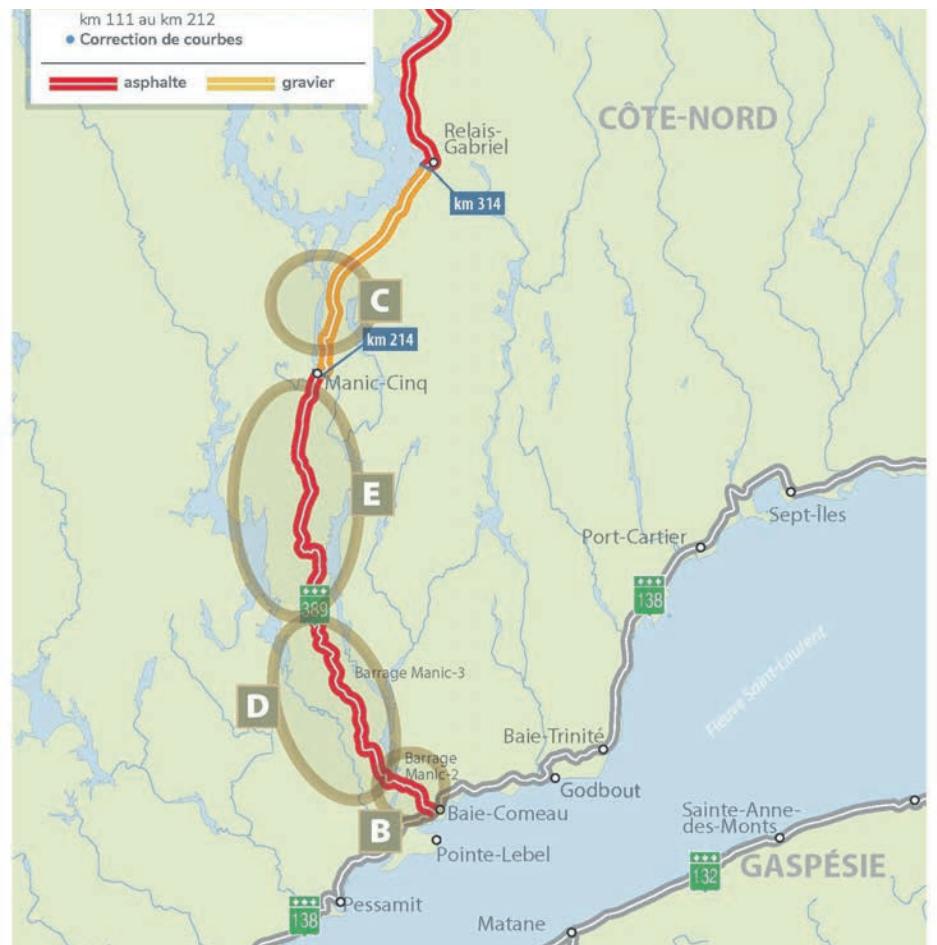 km 111 au km 212
• Correction de courbes
asphalte
gravier
CÔTE-NORD
Relais-
Gabriel
km 314
C
km 214
Manic-Cinq
E
Sept-Îles
Port-Cartier
138
389
Fleuve Saint-Laurent
Barrage Manic-3
D
Baie-Trinité
Barrage
Manic-2
Godbout
Baie-Comeau
Sainte-Anne-
des-Monts
B
Pointe-Lebel
GASPÉSIE
132
Pessamit
138
Matane